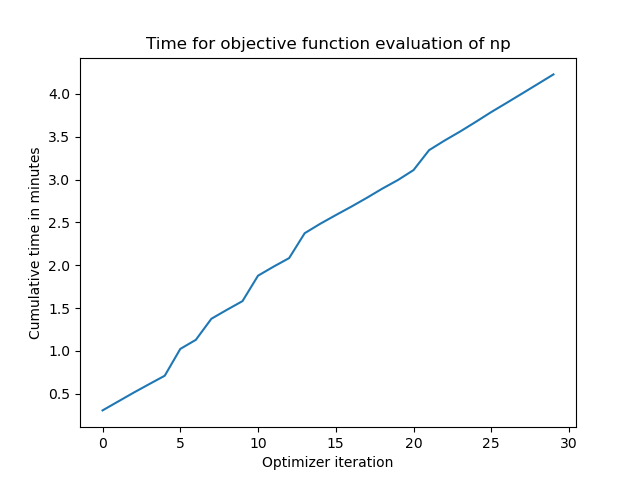 Time for objective function evaluation of np
4.0
3.5
3.0
2.5
2.0
1.5
1.0
0.5
Cumulative time in minutes
0 5 10 15 20 25 30
Optimizer iteration